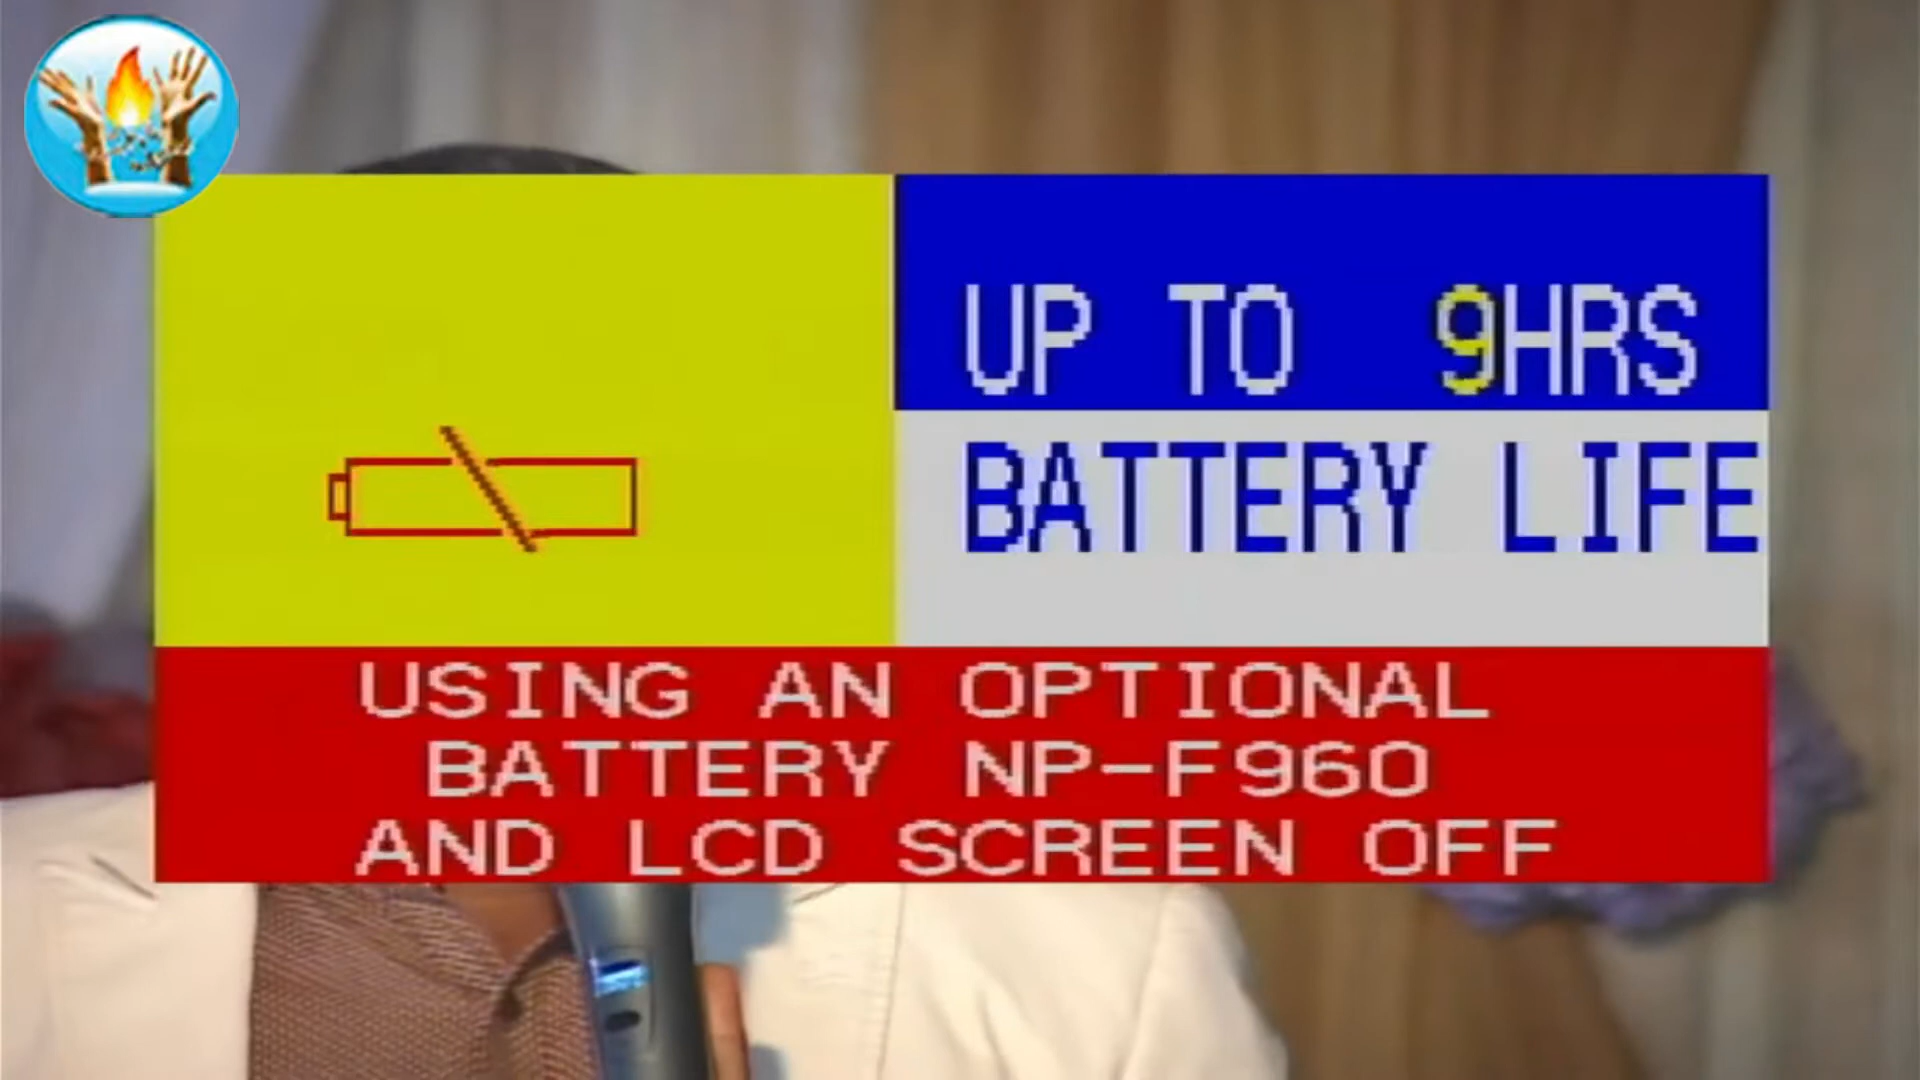 UP TO 9HRS
BATTERY LIFE
USING AN OPTIONAL
BATTERY NP-F960
AND LCD SCREEN OFF